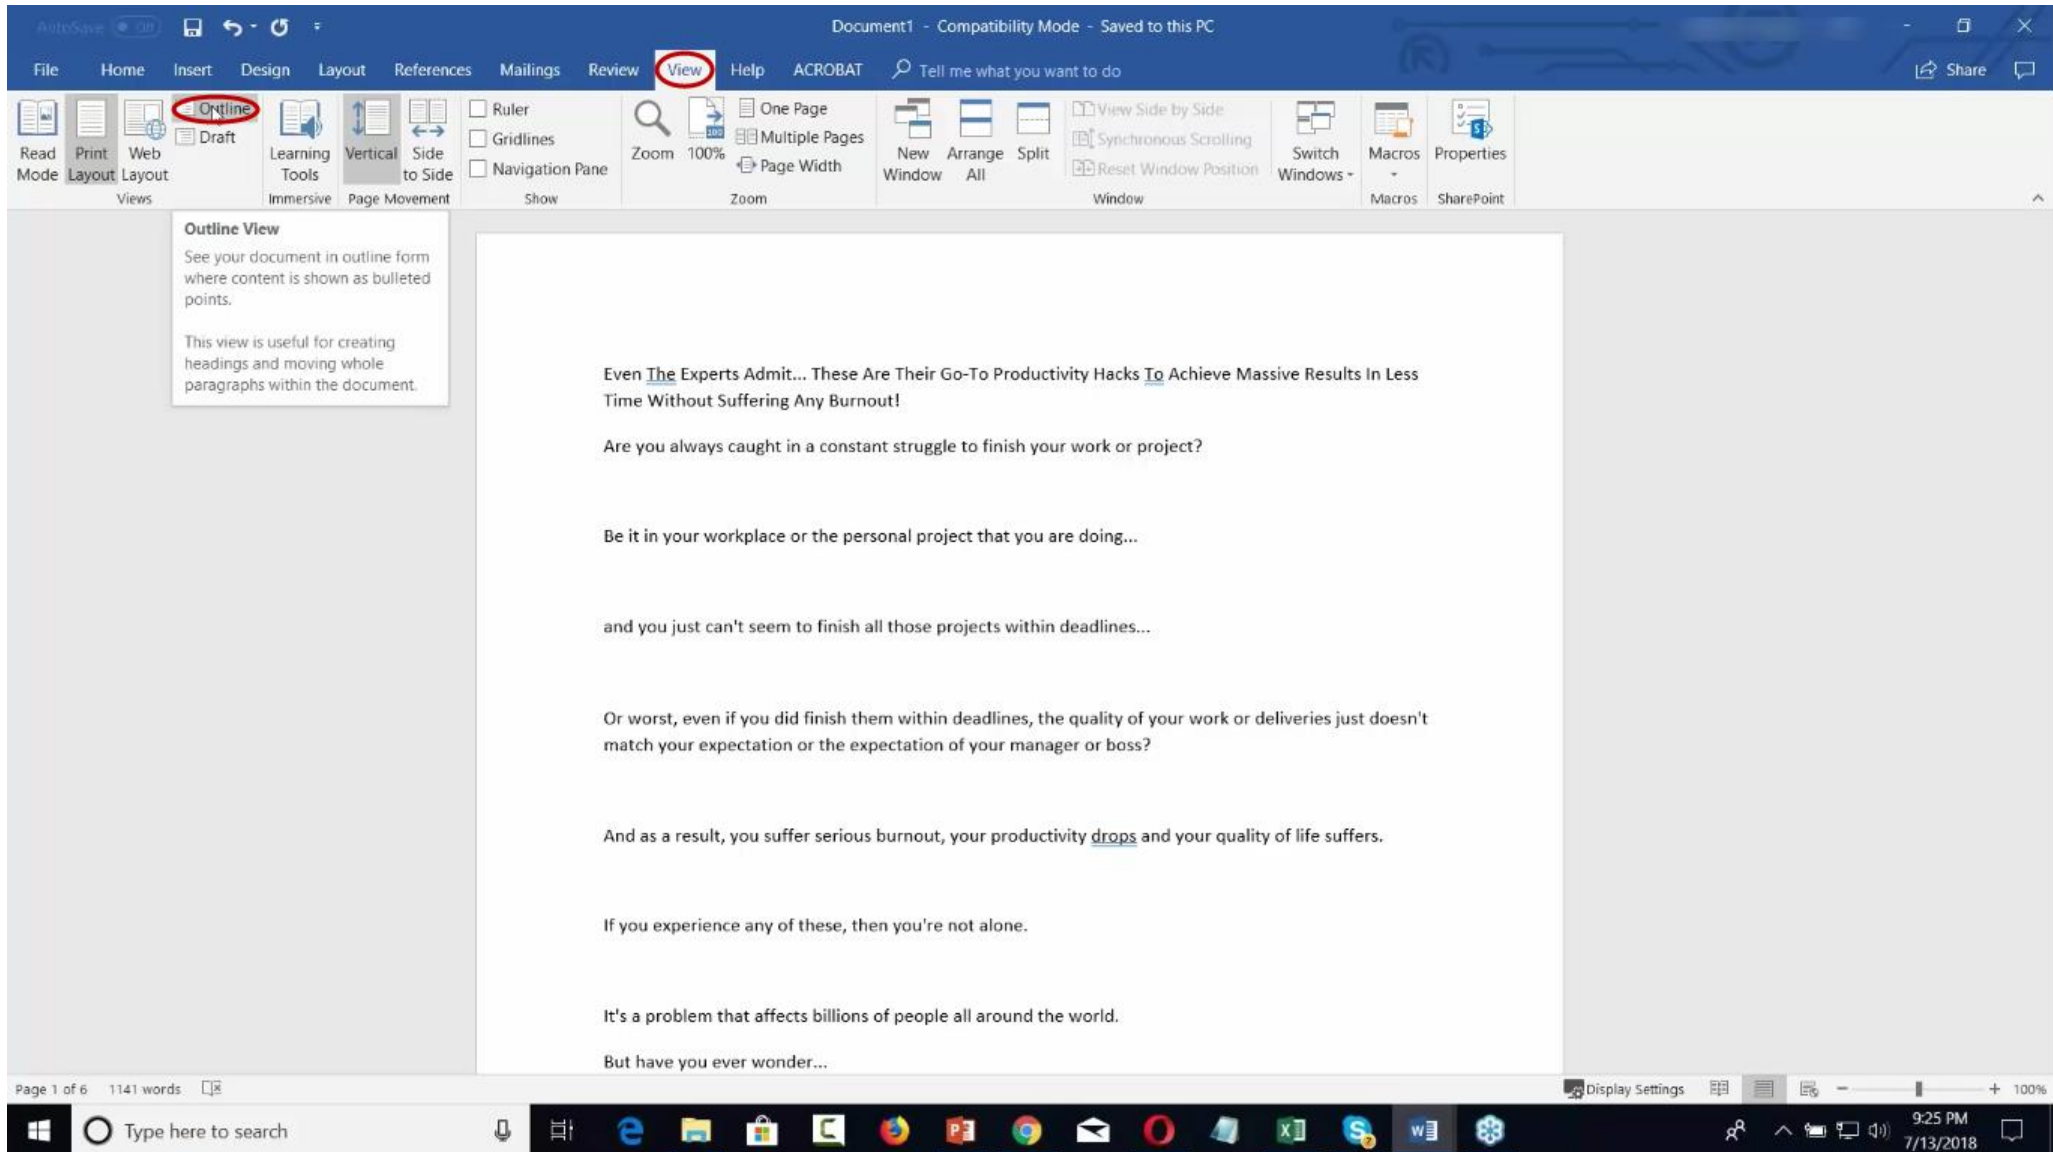 AutoSave Off
Document1 - Compatibility Mode - Saved to this PC
File Home Insert Design Layout References Mailings Review View Help ACROBAT Tell me what you want to do Share
Read Mode
Print Layout
Web Layout
Outline
Draft
Views
Learning Tools
Immersive
Vertical
Side to Side
Page Movement
Ruler
Gridlines
Navigation Pane
Show
Zoom
100
100%
One Page
Multiple Pages
Page Width
Zoom
New Window
Arrange All
Split
View Side by Side
Synchronous Scrolling
Reset Window Position
Switch Windows
Window
Macros
Macros
Properties
SharePoint
Outline View
See your document in outline form
where content is shown as bulleted
points.
This view is useful for creating
headings and moving whole
paragraphs within the document.
Even The Experts Admit... These Are Their Go-To Productivity Hacks To Achieve Massive Results In Less
Time Without Suffering Any Burnout!
Are you always caught in a constant struggle to finish your work or project?
Be it in your workplace or the personal project that you are doing...
and you just can't seem to finish all those projects within deadlines...
Or worst, even if you did finish them within deadlines, the quality of your work or deliveries just doesn't
match your expectation or the expectation of your manager or boss?
And as a result, you suffer serious burnout, your productivity drops and your quality of life suffers.
If you experience any of these, then you're not alone.
It's a problem that affects billions of people all around the world.
But have you ever wonder...
Page 1 of 6 1141 words Display Settings 100%
Type here to search
9:25 PM
7/13/2018